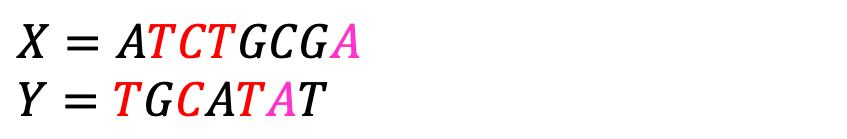 X = ATCTGCGA
Y = TGCATAT